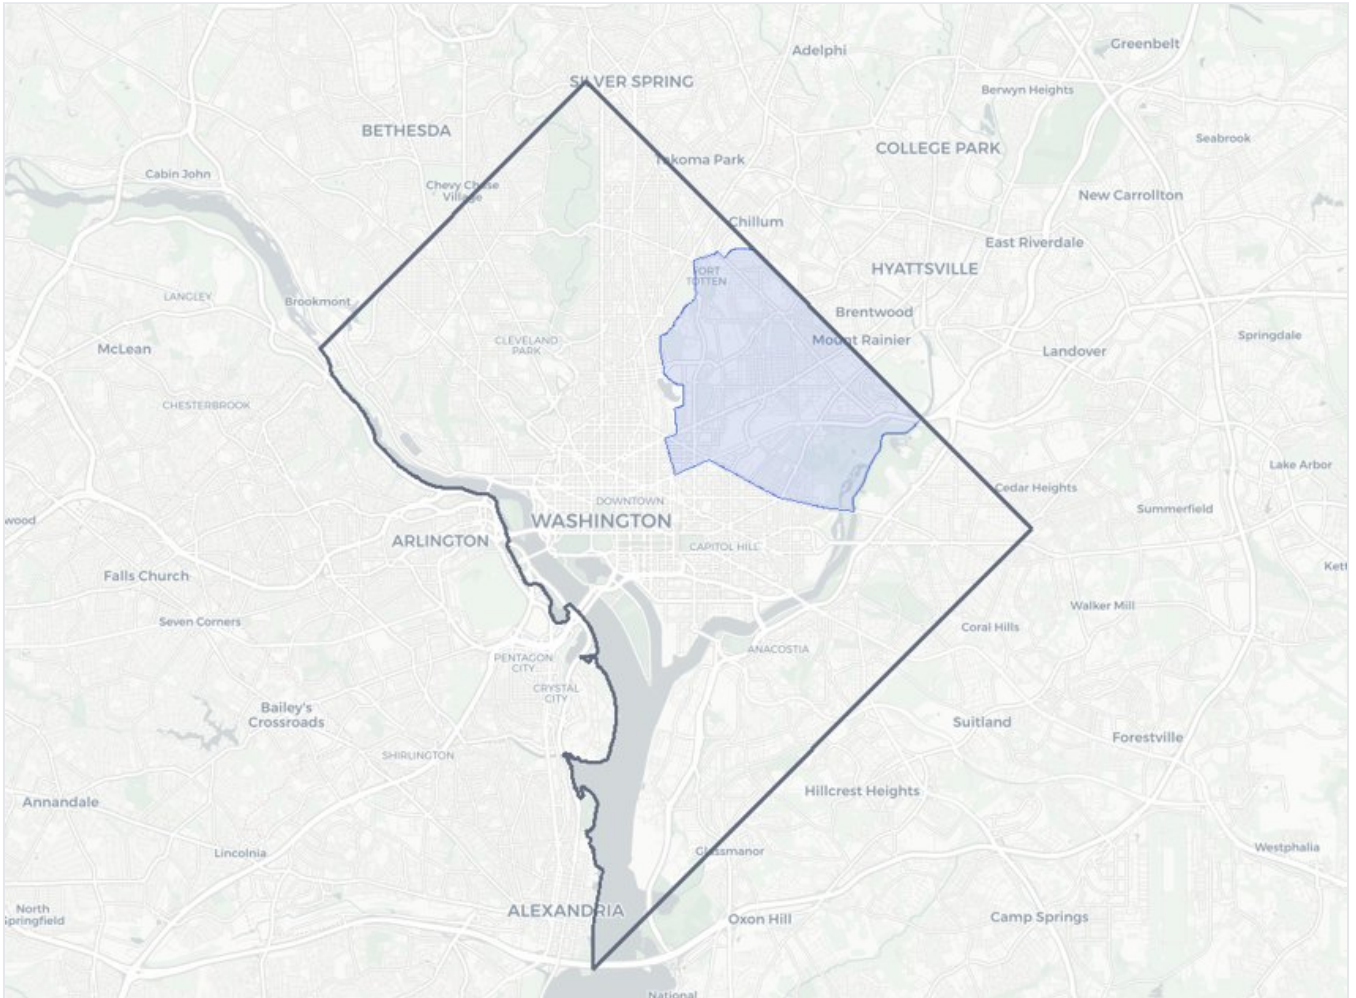 Adelphi
Greenbelt
SILVER SPRING
Berwyn Heights
BETHESDA
Seabrook
COLLEGE PARK
Takoma Park
Cabin John
Chevy Chase
Village
New Carrollton
Chillum
East Riverdale
HYATTSVILLE
FORT
TOTTEN
LANGLEY
Brookmont
Brentwood
Springdale
CLEVELAND
PARK
Mount Rainier
McLean
Landover
CHESTERBROOK
Lake Arbor
Cedar Heights
DOWNTOWN
Summerfield
wood
WASHINGTON
ARLINGTON
CAPITOL HILL
Kett
Falls Church
Walker Mill
Seven Corners
Coral Hills
ANACOSTIA
PENTAGON
CITY
CRYSTAL
CITY
Bailey's
Crossroads
Suitland
Forestville
SHIRLINGTON
Hillcrest Heights
Annandale
Glassmanor
Westphalia
Lincolnia
North
Springfield
ALEXANDRIA
Oxon Hill
Camp Springs
National